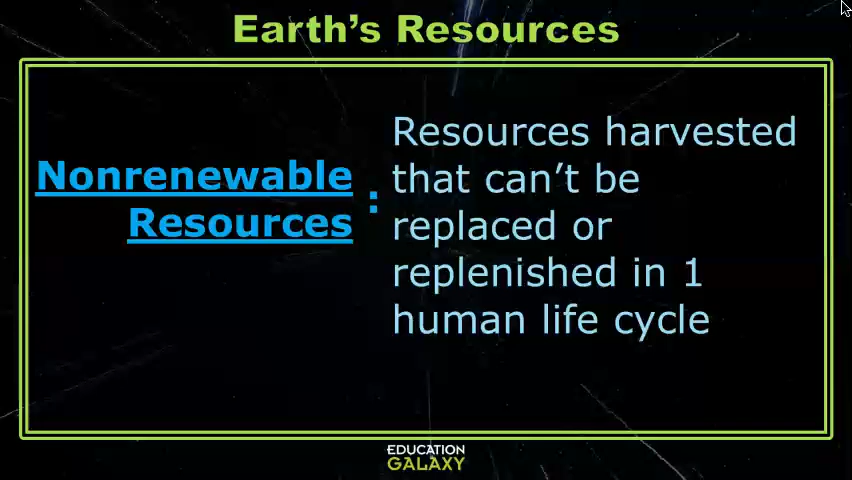 Earth’s Resources
Nonrenewable
Resources
:
Resources harvested
that can’t be
replaced or
replenished in 1
human life cycle
EDUCATION
GALAXY